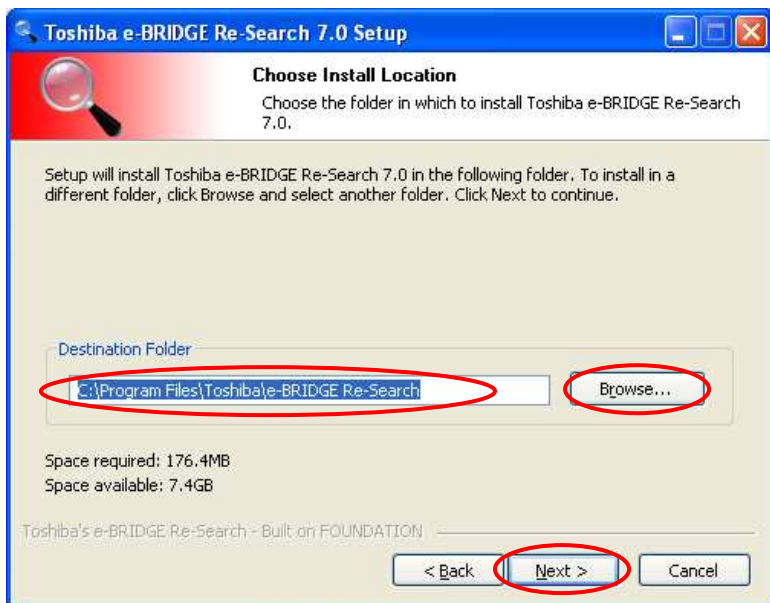 Toshiba e-BRIDGE Re-Search 7.0 Setup
Choose Install Location
Choose the folder in which to install Toshiba e-BRIDGE Re-Search
7.0.
Setup will install Toshiba e-BRIDGE Re-Search 7.0 in the following folder. To install in a
different folder, click Browse and select another folder. Click Next to continue.
Destination Folder
C:\Program Files\Toshiba\e-BRIDGE Re-Search
Browse...
Space required: 176.4MB
Space available: 7.4GB
Toshiba's e-BRIDGE Re-Search - Built on FOUNDATION
< Back Next > Cancel